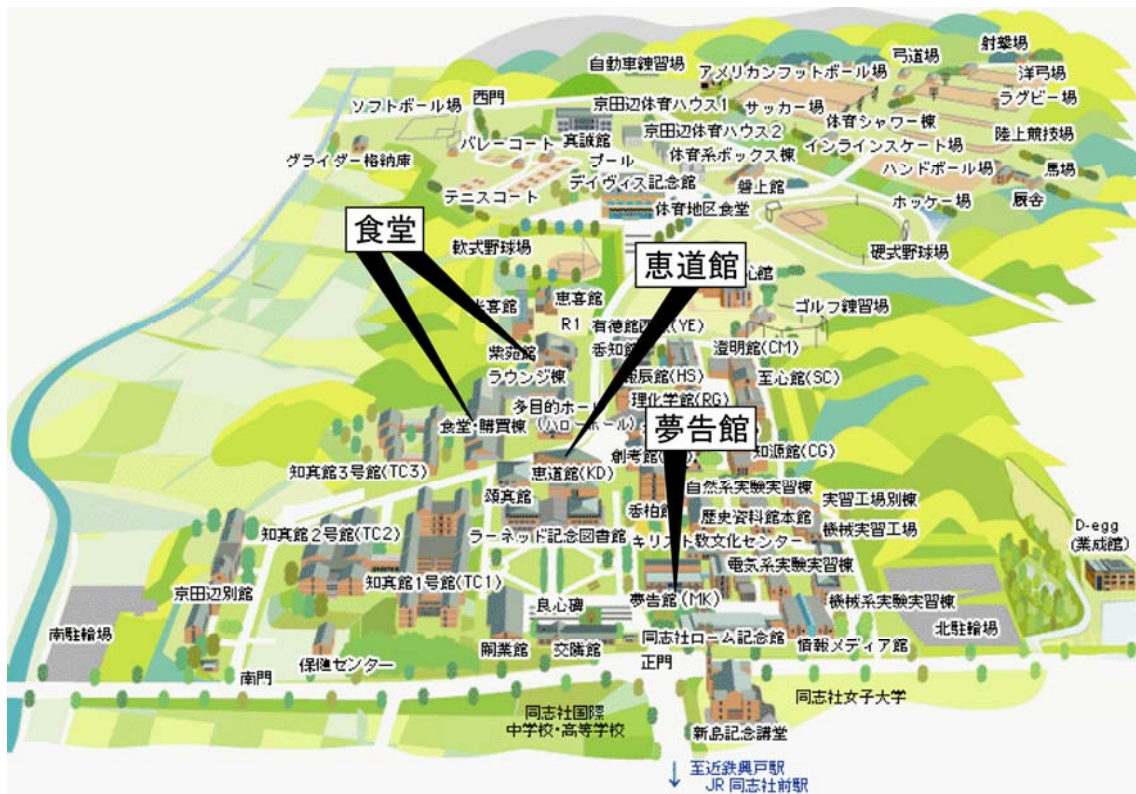 射撃場
弓道場
自動車練習場
アメリカンフットボール場
洋弓場
西門
京田辺体育ハウス1
サッカー場
ラグビー場
ソフトボール場
体育シャワー棟
京田辺体育ハウス2
陸上競技場
バレーコート
真誠館
インラインスケート場
グライダー格納庫
プール
体育系ボックス棟
ハンドボール場
馬場
デイヴィス記念館
磐上館
テニスコート
ホッケー場
厩舎
体育地区食堂
食堂
軟式野球場
硬式野球場
恵道館
心館
恵喜館
ゴルフ練習場
R1
(YE)
香知館
澄明館(CM)
紫苑館
ラウンジ棟
(HS)
至心館(SC)
理化学館(RG)
多目的ホー
食堂・購買棟
(ハローホール)
夢告館
創考館
知源館(CG)
知真館3号館(TC3)
恵道館(KD)
自然系実験実習棟
頌真館
実習工場別棟
香柏館
歴史資料館本館
知真館2号館(TC2)
ラーネッド記念図書館
機械実習工場
D-egg
(業成館)
キリスト教文化センター
電気系実験実習棟
知真館1号館(TC1)
京田辺別館
良心碑
夢告館(MK)
機械系実験実習棟
南駐輪場
北駐輪場
同志社ローム記念館
情報メディア館
開業館
交隣館
保健センター
正門
南門
同志社女子大学
同志社国際
中学校・高等学校
新島記念講堂
↓
至近鉄興戸駅
JR 同志社前駅